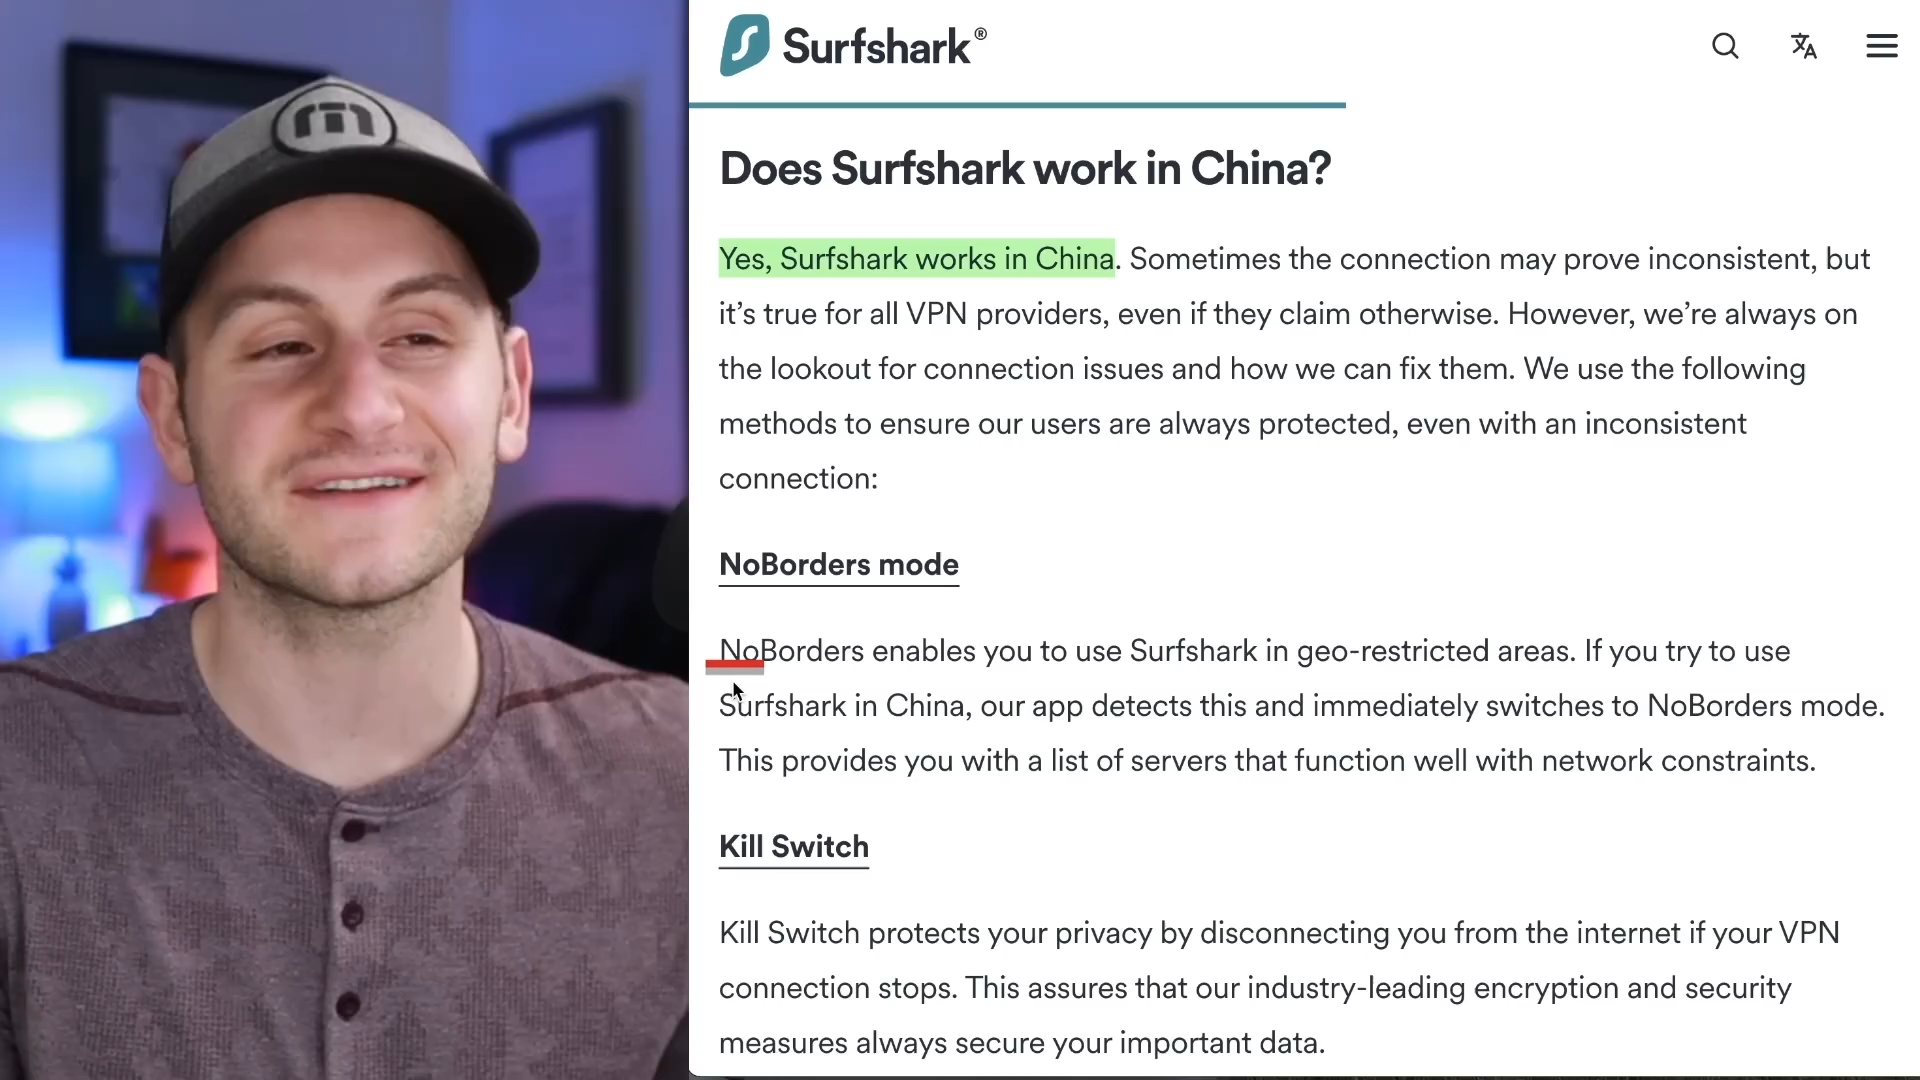 Surfshark®
Does Surfshark work in China?
Yes, Surfshark works in China. Sometimes the connection may prove inconsistent, but
it’s true for all VPN providers, even if they claim otherwise. However, we’re always on
the lookout for connection issues and how we can fix them. We use the following
methods to ensure our users are always protected, even with an inconsistent
connection:
NoBorders mode
NoBorders enables you to use Surfshark in geo-restricted areas. If you try to use
Surfshark in China, our app detects this and immediately switches to NoBorders mode.
This provides you with a list of servers that function well with network constraints.
Kill Switch
Kill Switch protects your privacy by disconnecting you from the internet if your VPN
connection stops. This assures that our industry-leading encryption and security
measures always secure your important data.